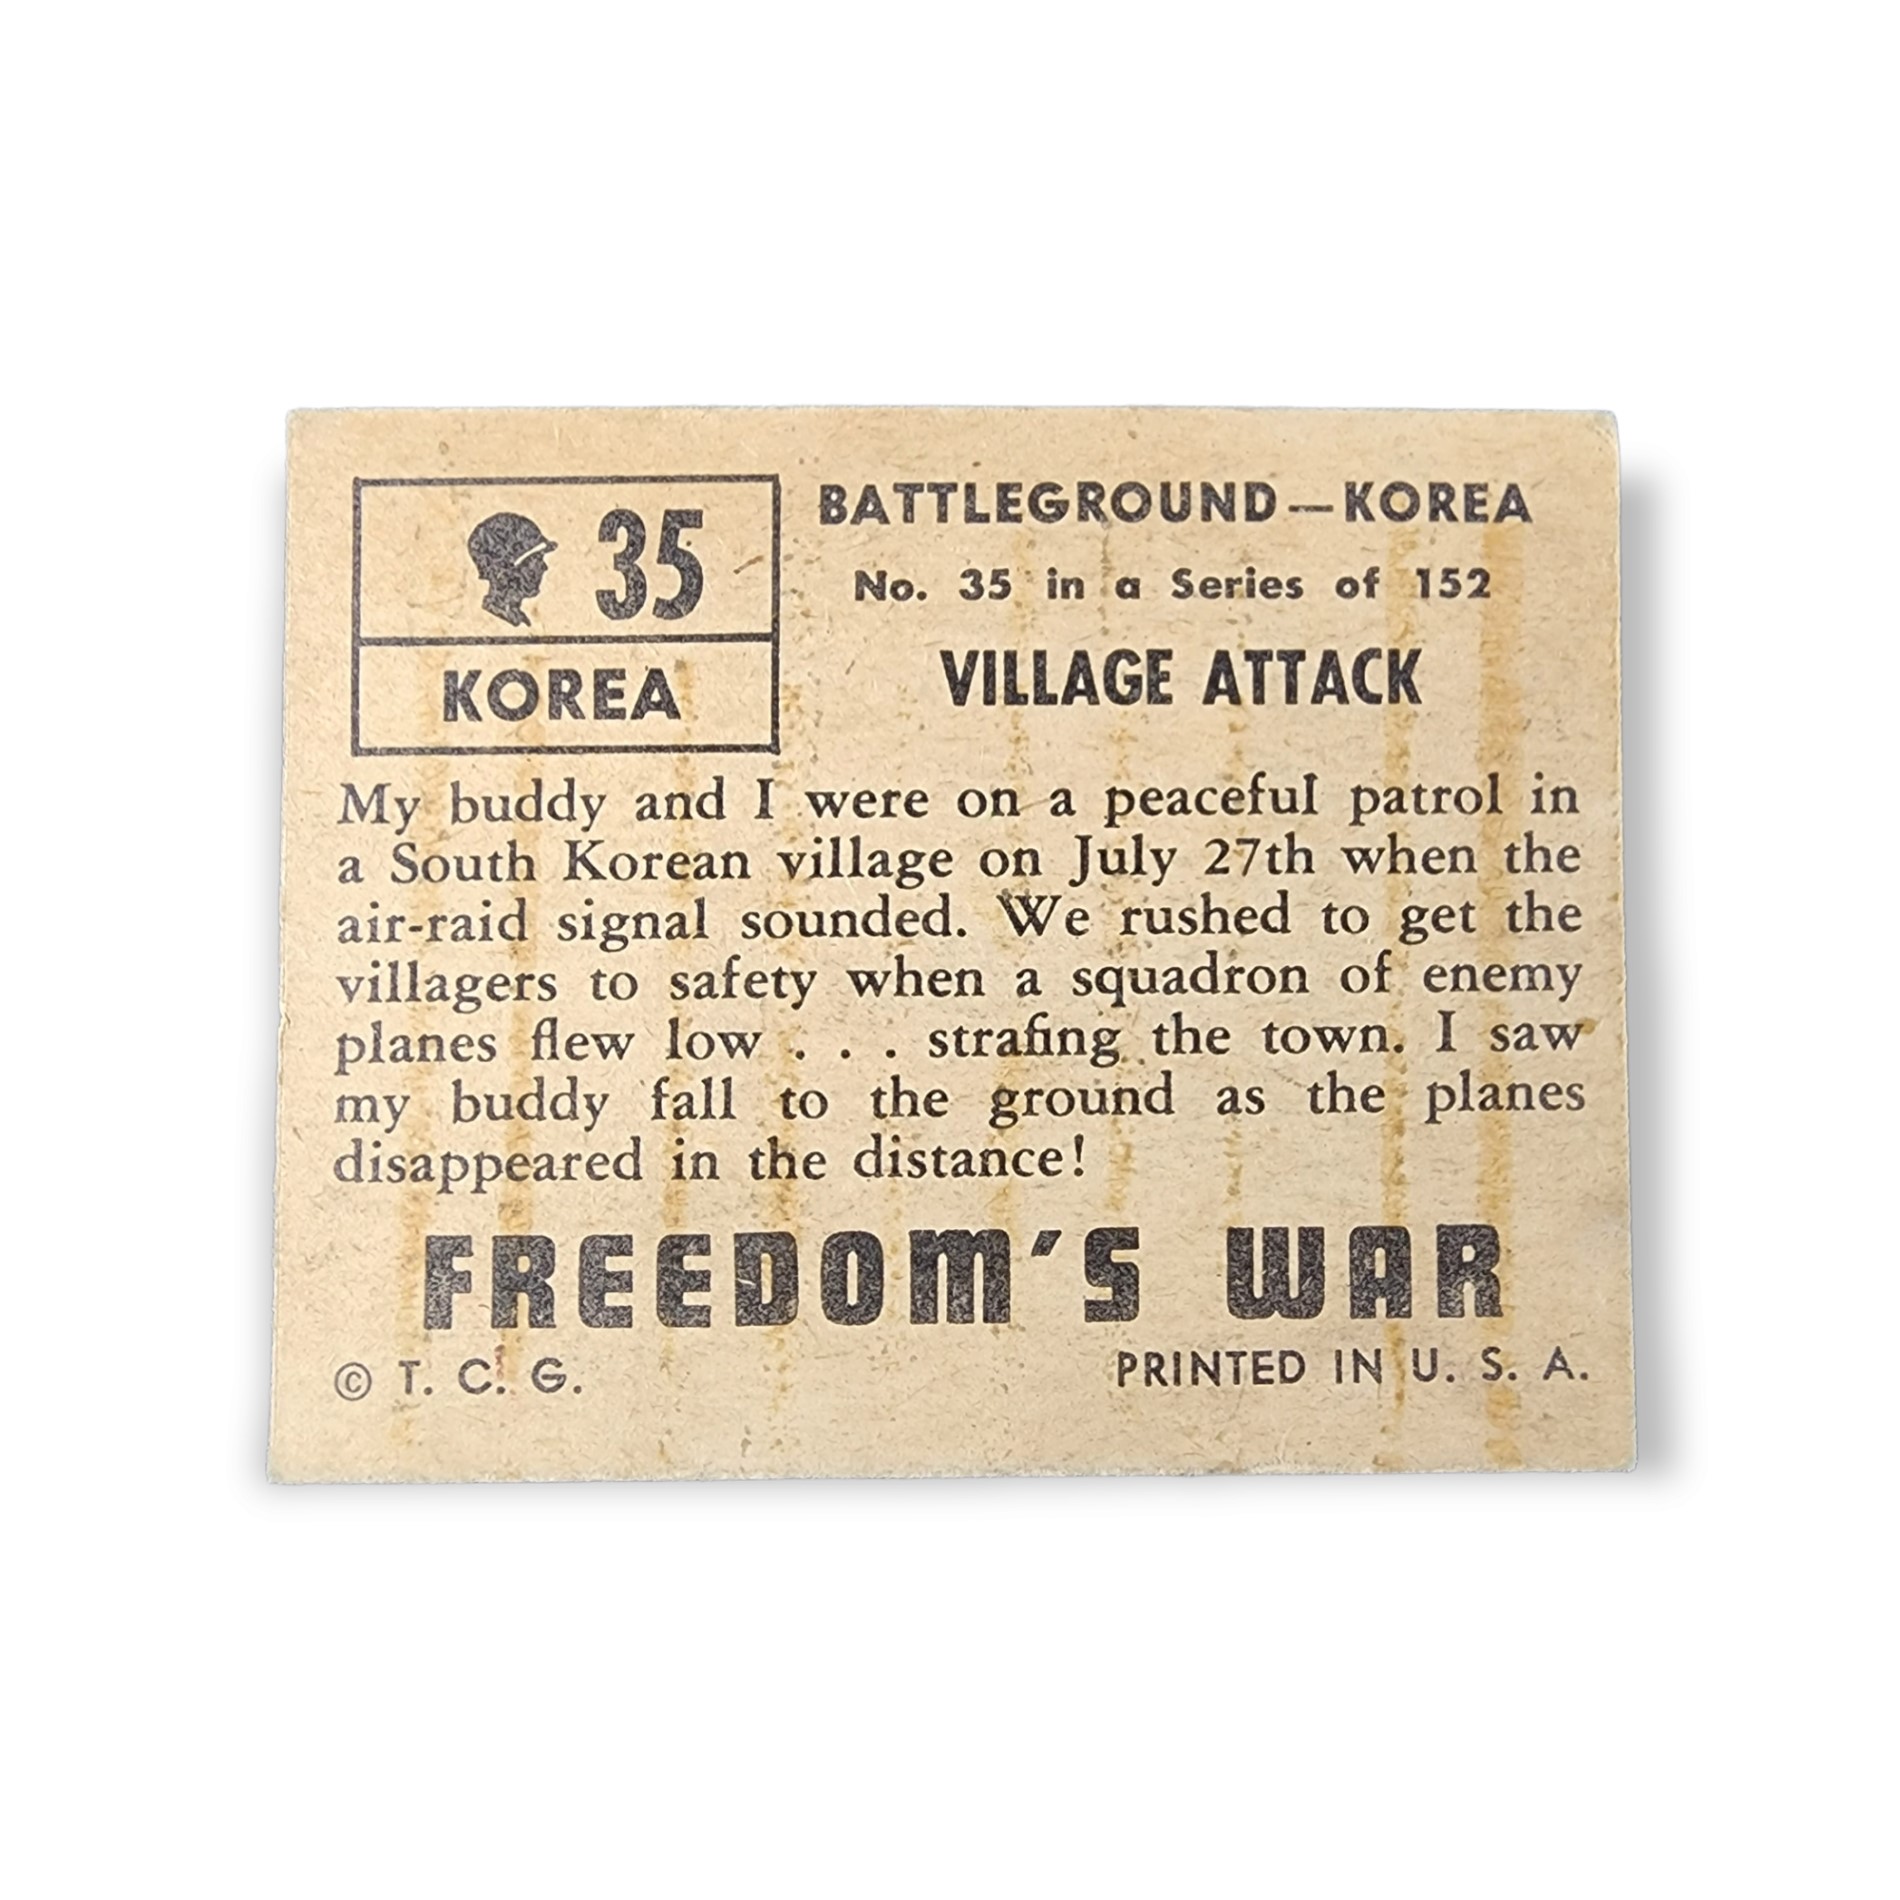 35
KOREA
BATTLEGROUND—KOREA
No. 35 in a Series of 152
VILLAGE ATTACK
My buddy and I were on a peaceful patrol in
a South Korean village on July 27th when the
air-raid signal sounded. We rushed to get the
villagers to safety when a squadron of enemy
planes flew low . . . strafing the town. I saw
my buddy fall to the ground as the planes
disappeared in the distance!
FREEDOM'S WAR
© T. C. G.
PRINTED IN U. S. A.